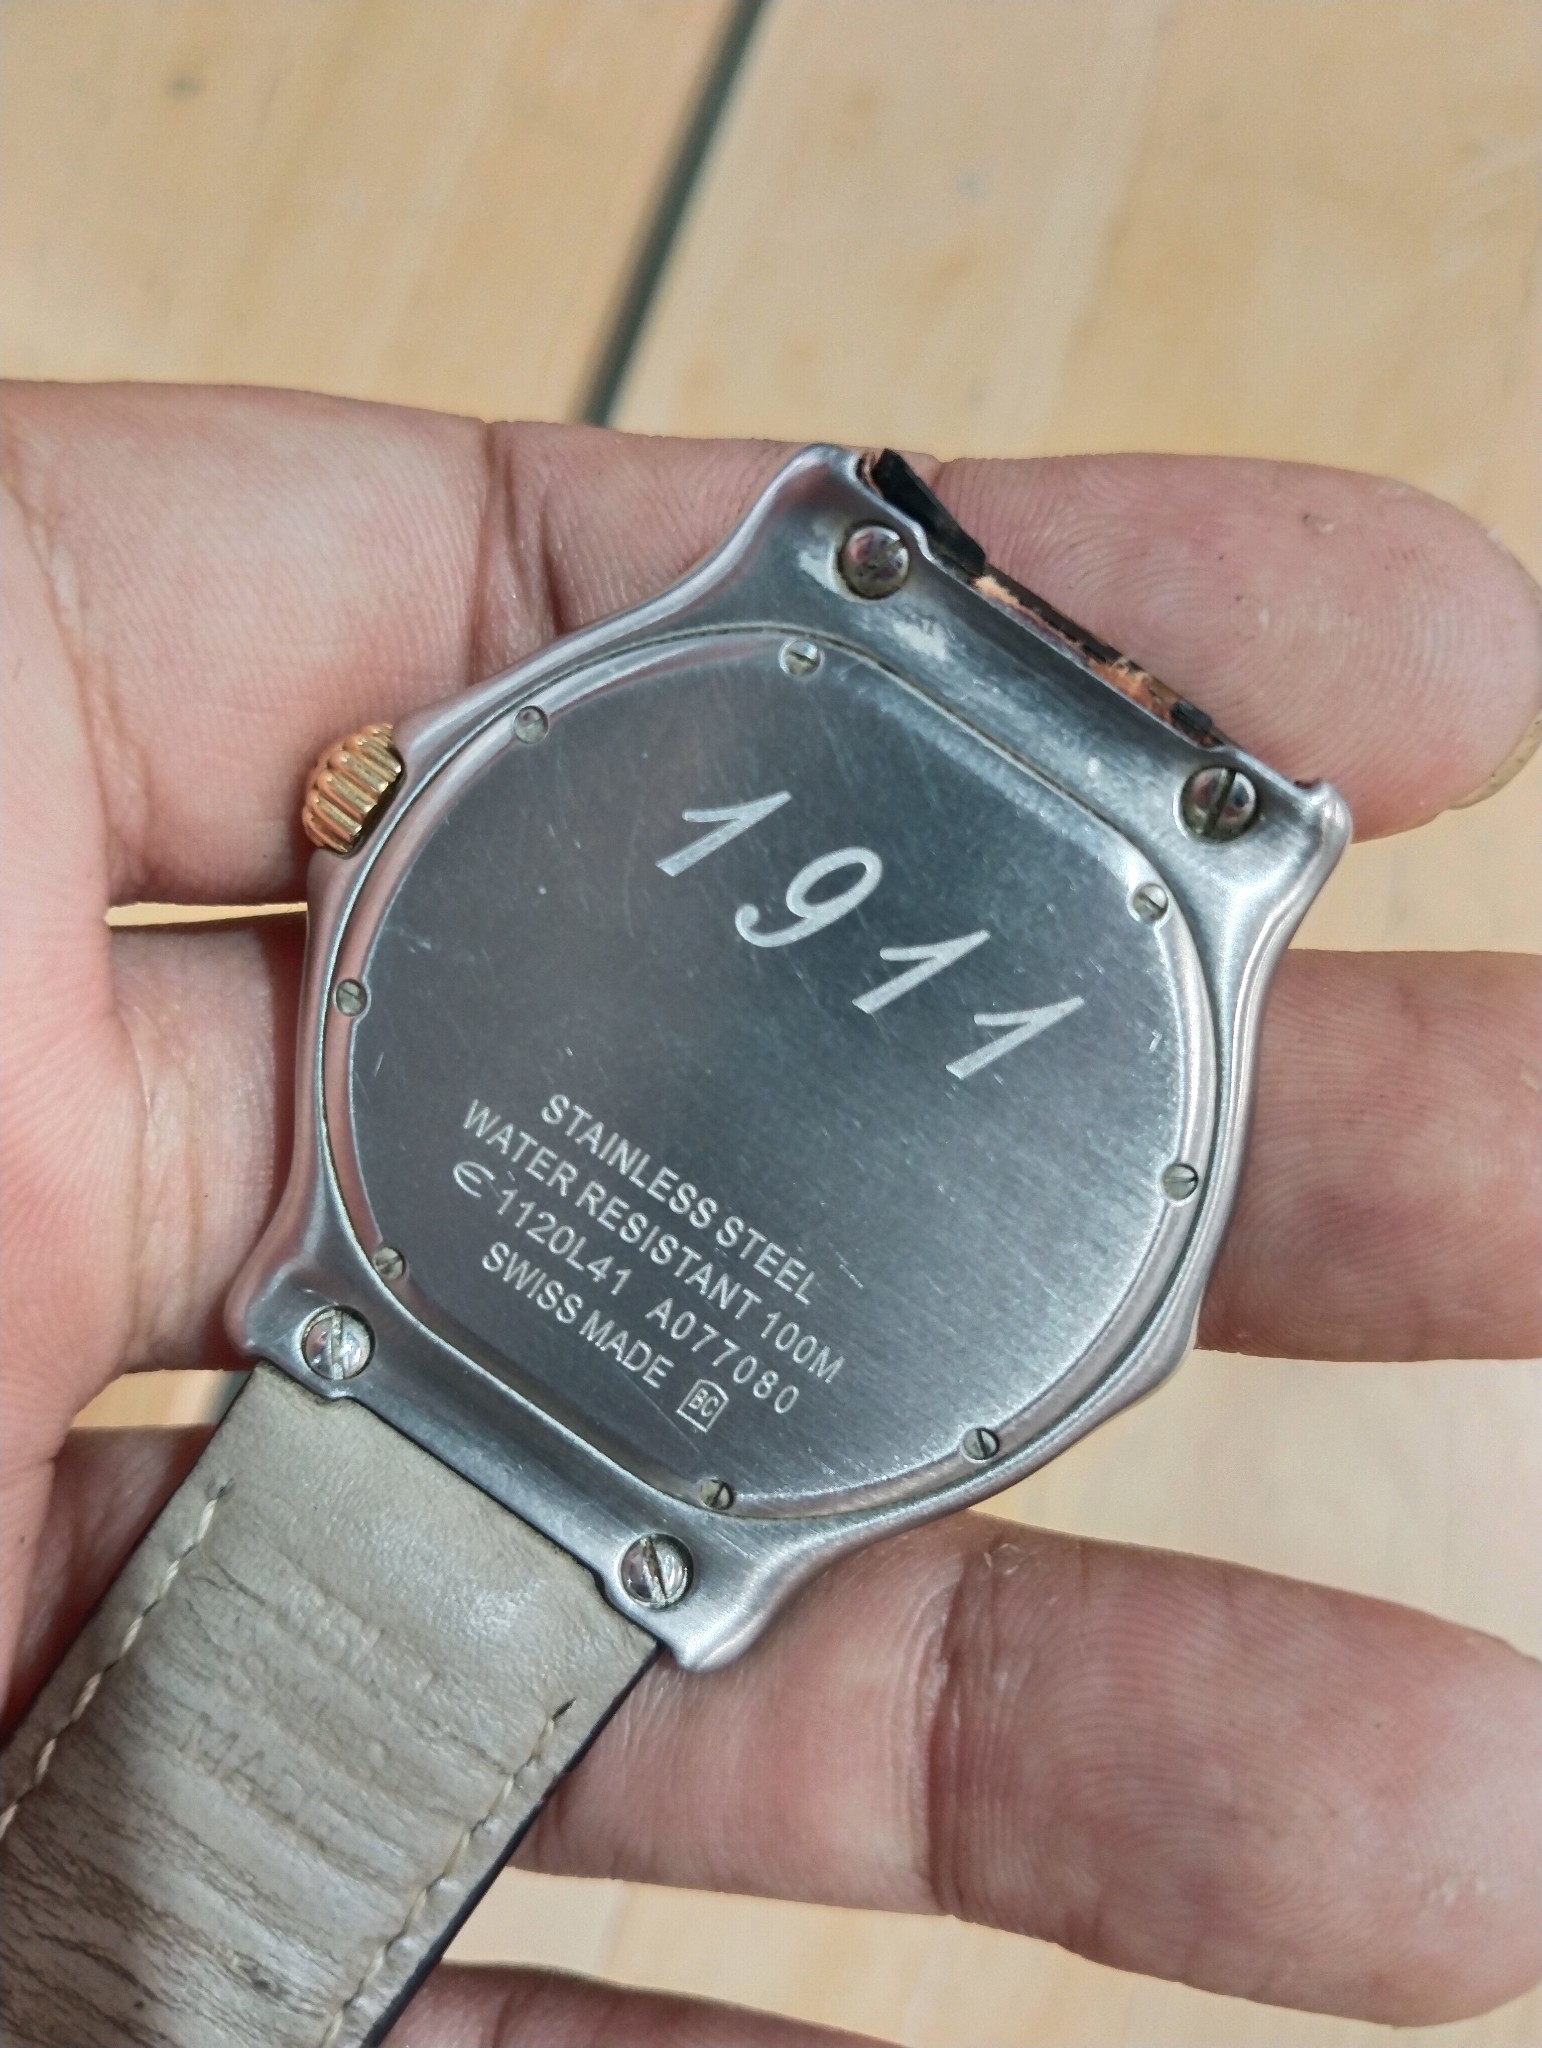 1911
STAINLESS STEEL
WATER RESISTANT 100M
E 1120L41 A077080
SWISS MADE BC